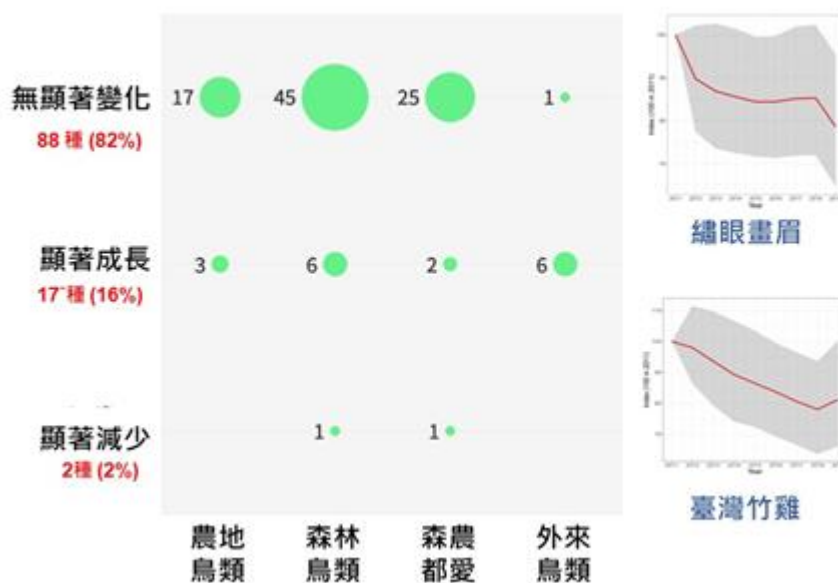 無顯著變化
88 種 (82%)
17
45
25
1
顯著成長
17 種 (16%)
3
6
2
6
顯著減少
2種 (2%)
1
1
農地
鳥類
森林
鳥類
森農
都愛
外來
鳥類
繡眼畫眉
Year
臺灣竹雞